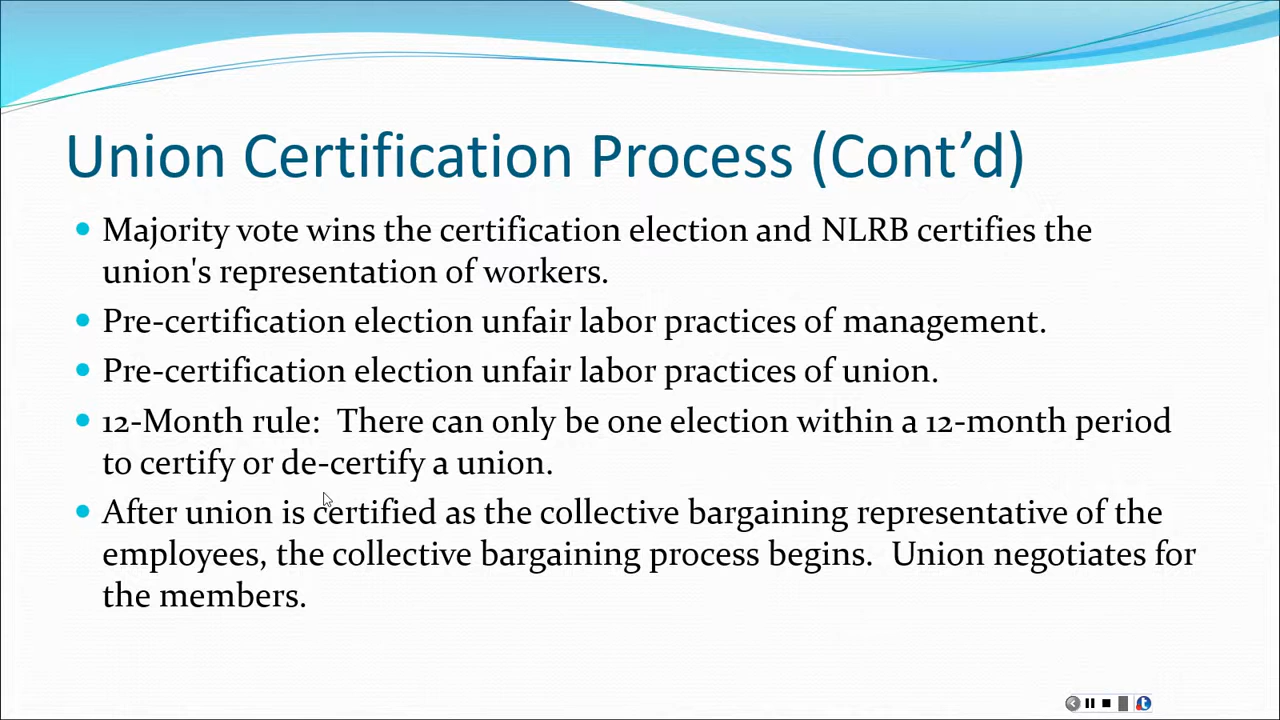 Union Certification Process (Cont’d)
Majority vote wins the certification election and NLRB certifies the
union's representation of workers.
Pre-certification election unfair labor practices of management.
Pre-certification election unfair labor practices of union.
12-Month rule:  There can only be one election within a 12-month period
to certify or de-certify a union.
After union is certified as the collective bargaining representative of the
employees, the collective bargaining process begins.  Union negotiates for
the members.